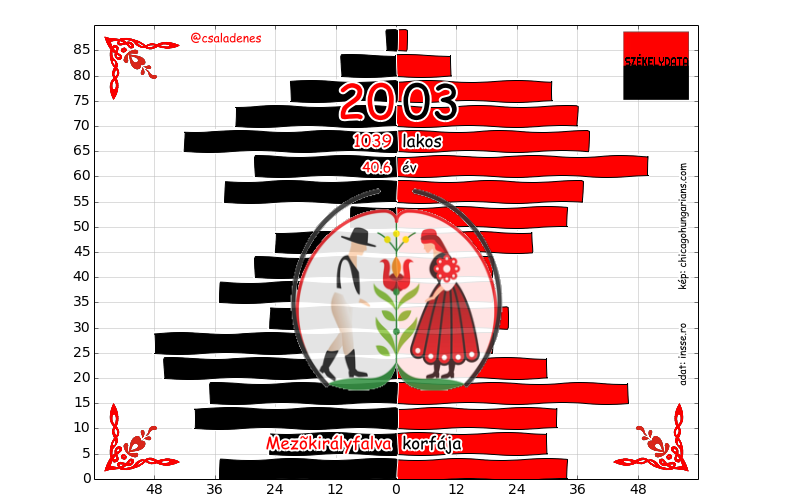 @csaladenes
SZÉKELYDATA
2003
1039 lakos
40.6 év
kép: chicagohungarians.com
adat: insse.ro
Mezõkirályfalva korfája
85
80
75
70
65
60
55
50
45
40
35
30
25
20
15
10
5
0
48 36 24 12 0 12 24 36 48